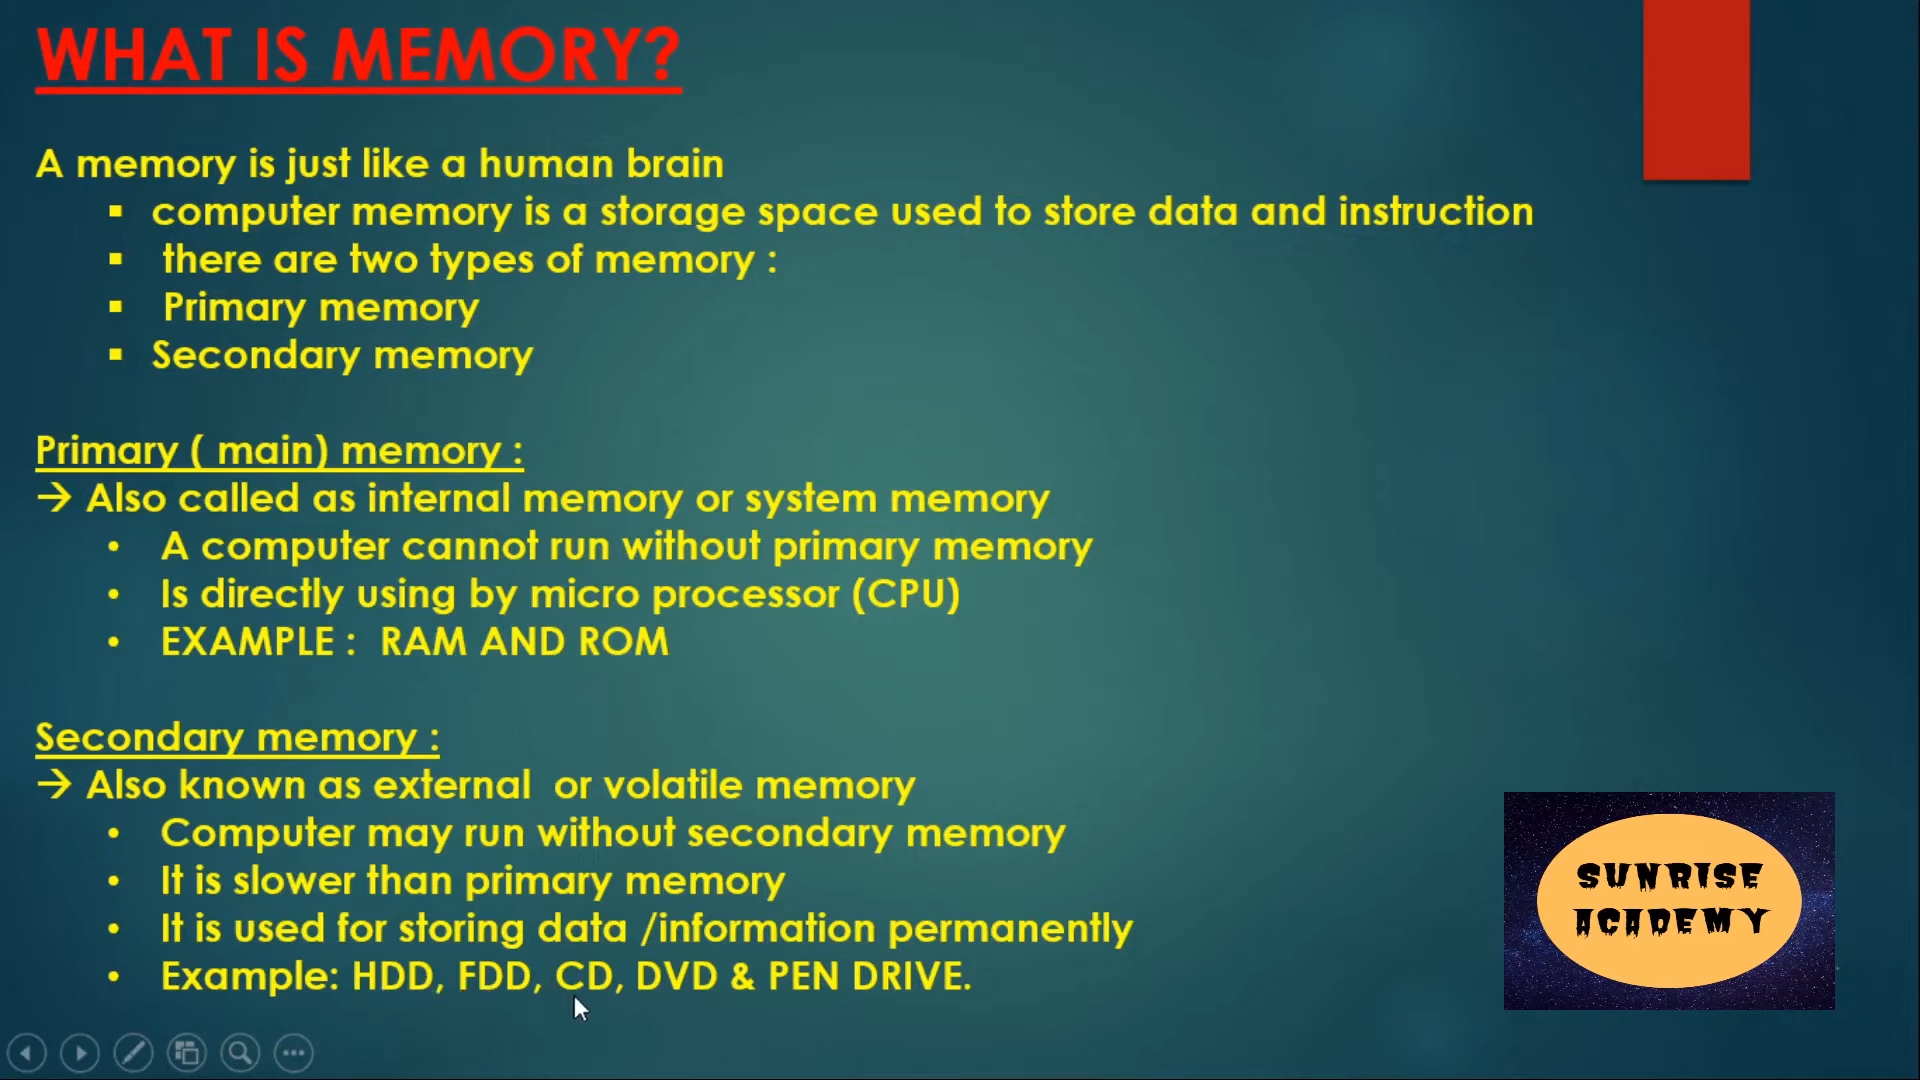 WHAT IS MEMORY?
A memory is just like a human brain
▪ computer memory is a storage space used to store data and instruction
▪ there are two types of memory :
▪ Primary memory
▪ Secondary memory
Primary ( main) memory :
→ Also called as internal memory or system memory
• A computer cannot run without primary memory
• Is directly using by micro processor (CPU)
• EXAMPLE : RAM AND ROM
Secondary memory :
→ Also known as external or volatile memory
• Computer may run without secondary memory
• It is slower than primary memory
• It is used for storing data /information permanently
• Example: HDD, FDD, CD, DVD & PEN DRIVE.
SUNRISE
ACADEMY